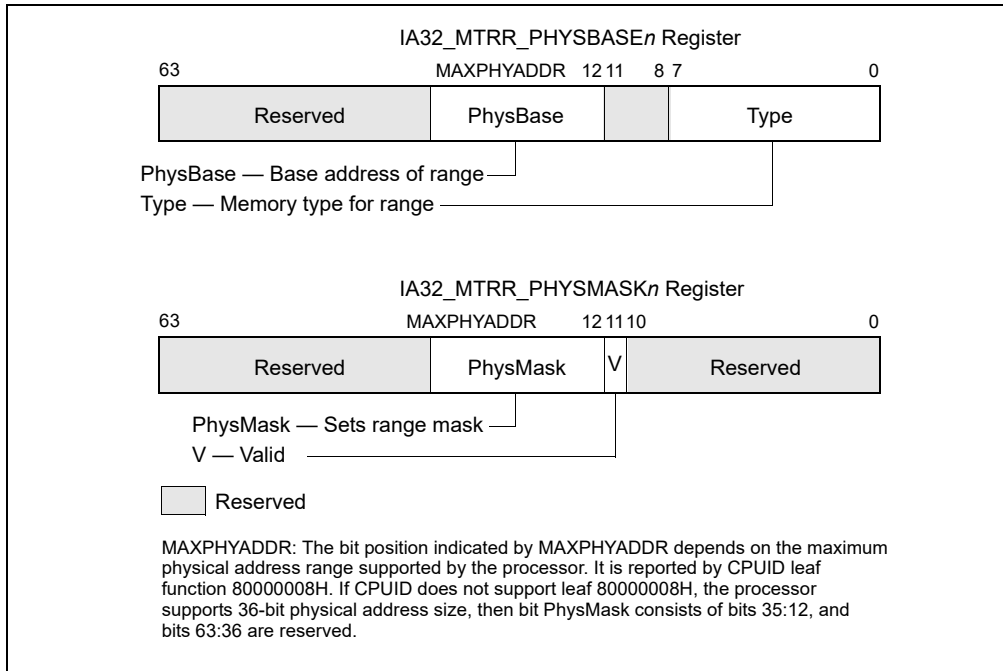 IA32_MTRR_PHYSBASEn Register
63 MAXPHYADDR 12 11 8 7 0
Reserved PhysBase Type
PhysBase — Base address of range
Type — Memory type for range
IA32_MTRR_PHYSMASKn Register
63 MAXPHYADDR 12 11 10 0
Reserved PhysMask V Reserved
PhysMask — Sets range mask
V — Valid
Reserved
MAXPHYADDR: The bit position indicated by MAXPHYADDR depends on the maximum
physical address range supported by the processor. It is reported by CPUID leaf
function 80000008H. If CPUID does not support leaf 80000008H, the processor
supports 36-bit physical address size, then bit PhysMask consists of bits 35:12, and
bits 63:36 are reserved.